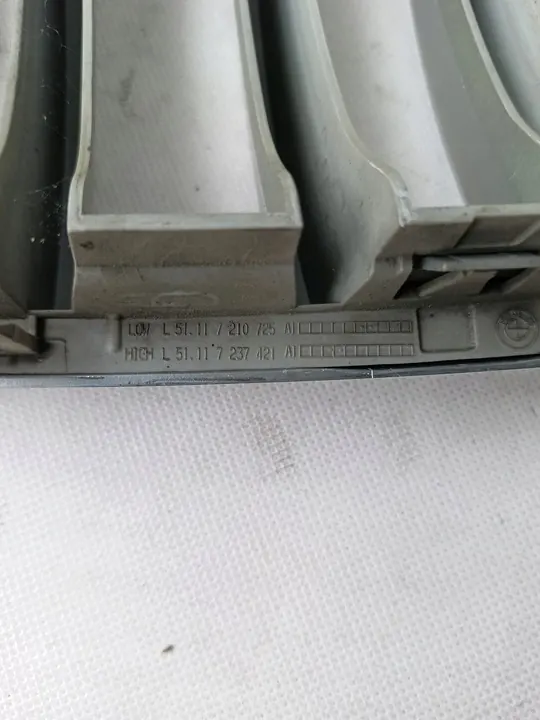 LOW L 51.11 7 210 725 AI
HIGH L 51.11 7 237 421 AI